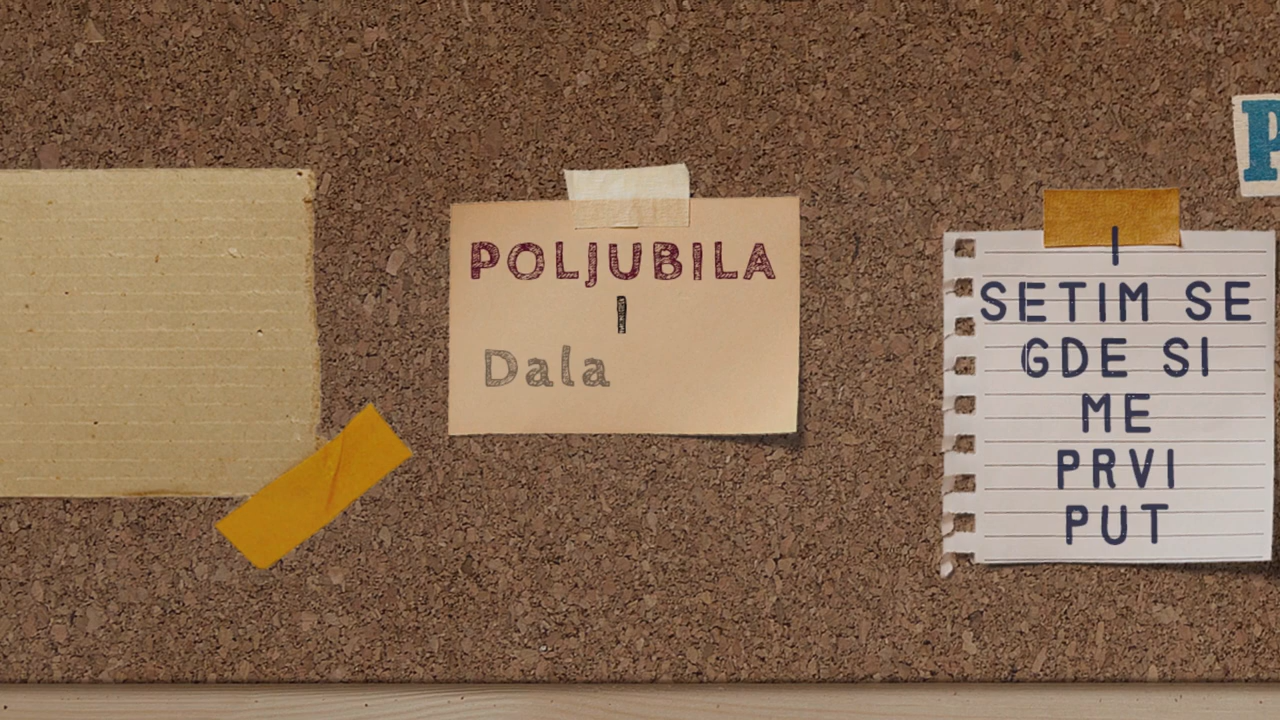 POLJUBILA
I
Dala
I
SETIM SE
GDE SI
ME
PRVI
PUT